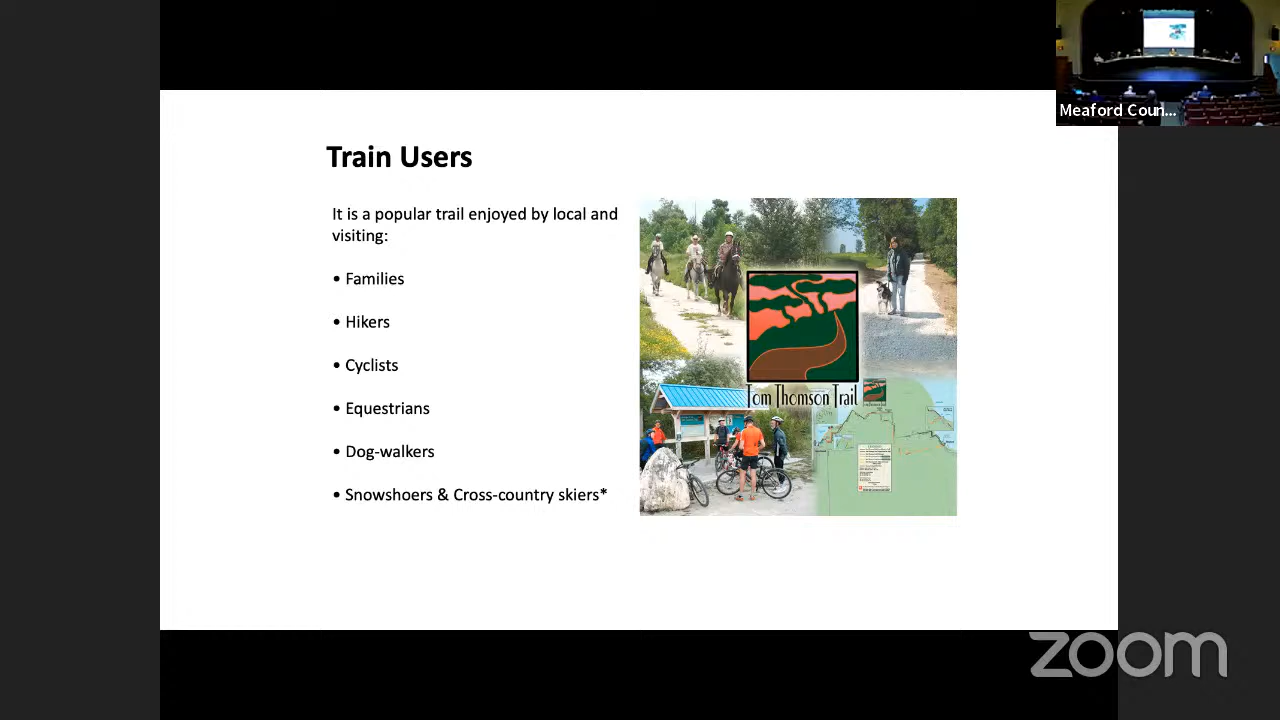 Meaford Coun...
Train Users
It is a popular trail enjoyed by local and
visiting:
• Families
• Hikers
• Cyclists
• Equestrians
• Dog-walkers
• Snowshoers & Cross-country skiers*
Tom Thomson Trail
zoom